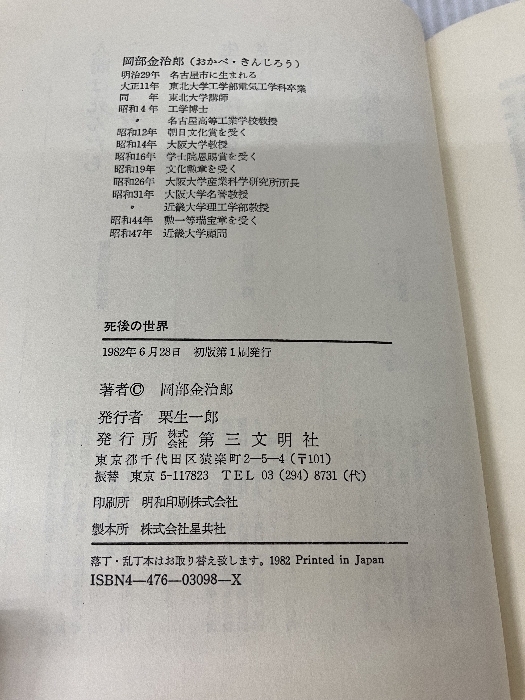 岡部金治郎(おかべ・きんじろう)
明治29年 名古屋市に生まれる
大正11年 東北大学工学部電気工学科卒業
同 年 東北大学講師
昭和4年 工学博士
〃 名古屋高等工業学校教授
昭和12年 朝日文化賞を受く
昭和14年 大阪大学教授
昭和16年 学士院恩賜賞を受く
昭和19年 文化勲章を受く
昭和26年 大阪大学産業科学研究所所長
昭和31年 大阪大学名誉教授
〃 近畿大学理工学部教授
昭和44年 勲一等瑞宝章を受く
昭和47年 近畿大学顧問
死後の世界
1982年6月28日 初版第1刷発行
著者© 岡部金治郎
発行者 栗生一郎
発行所 株式会社 第三文明社
東京都千代田区猿楽町2―5―4(〒101)
振替 東京5-117823 TEL 03(294)8731(代)
印刷所 明和印刷株式会社
製本所 株式会社星共社
落丁・乱丁本はお取り替え致します。1982 Printed in Japan
ISBN4―476―03098―X